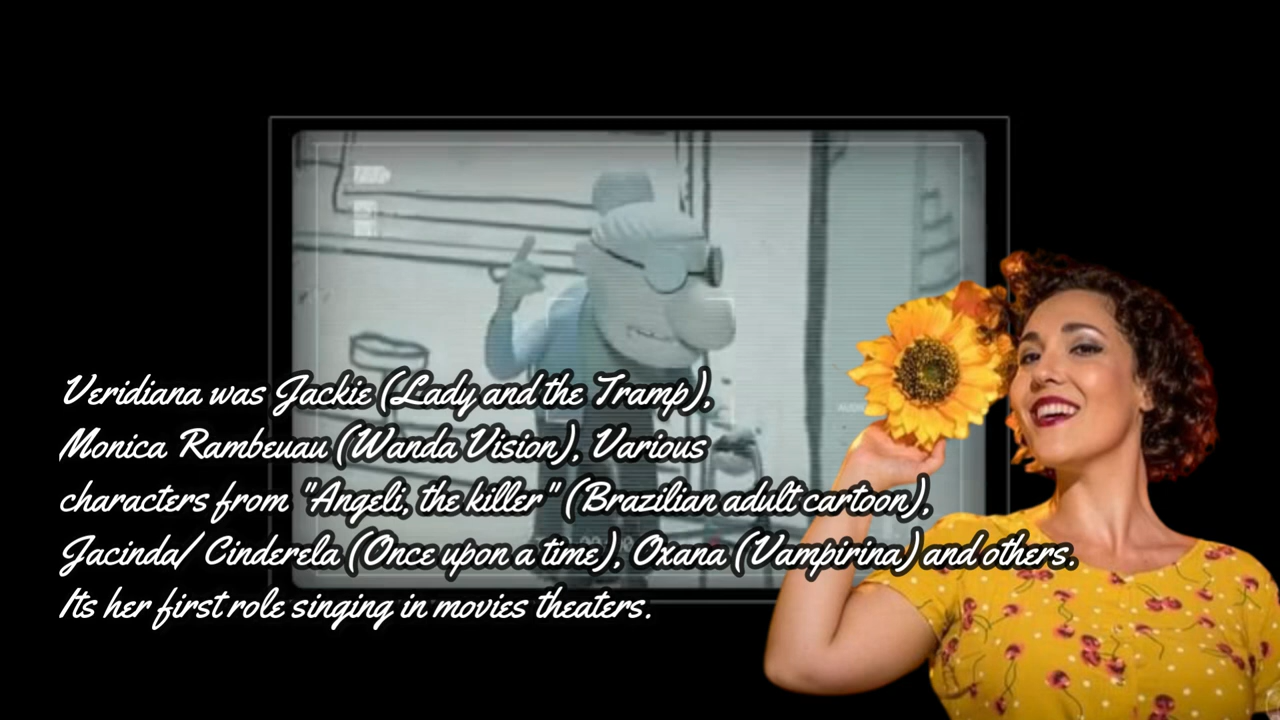 Veridiana was Jackie (Lady and the Tramp),
Monica Rambeuau (Wanda Vision), Various
characters from "Angeli, the killer" (Brazilian adult cartoon),
Jacinda/ Cinderela (Once upon a time), Oxana (Vampirina) and others.
Its her first role singing in movies theaters.